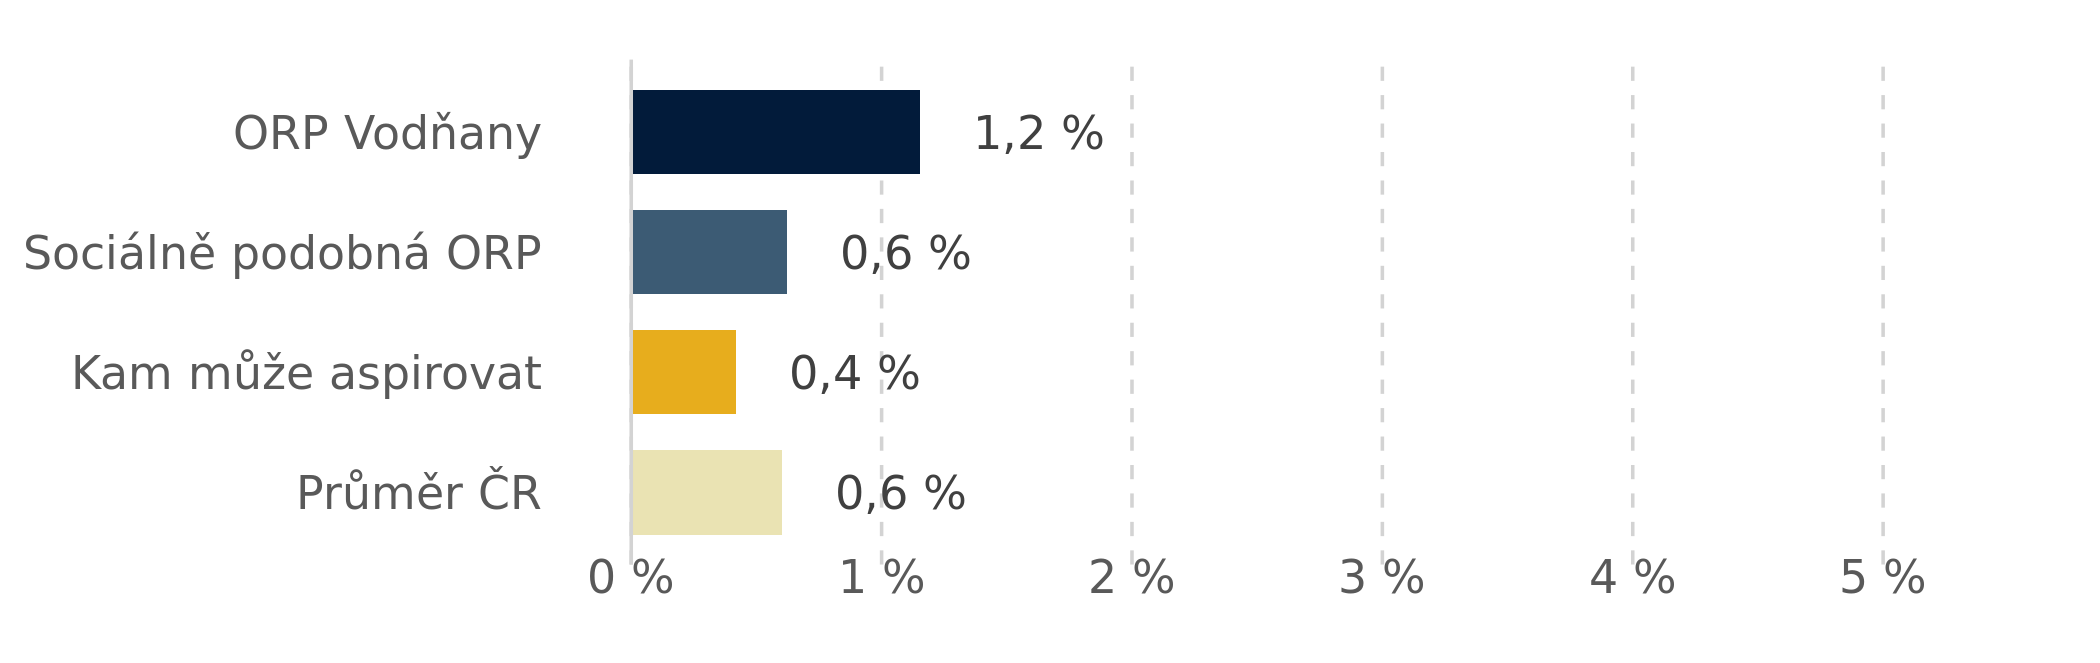 ORP Vodňany 1,2 %
Sociálně podobná ORP 0,6 %
Kam může aspirovat 0,4 %
Průměr ČR 0,6 %
0 % 1 % 2 % 3 % 4 % 5 %